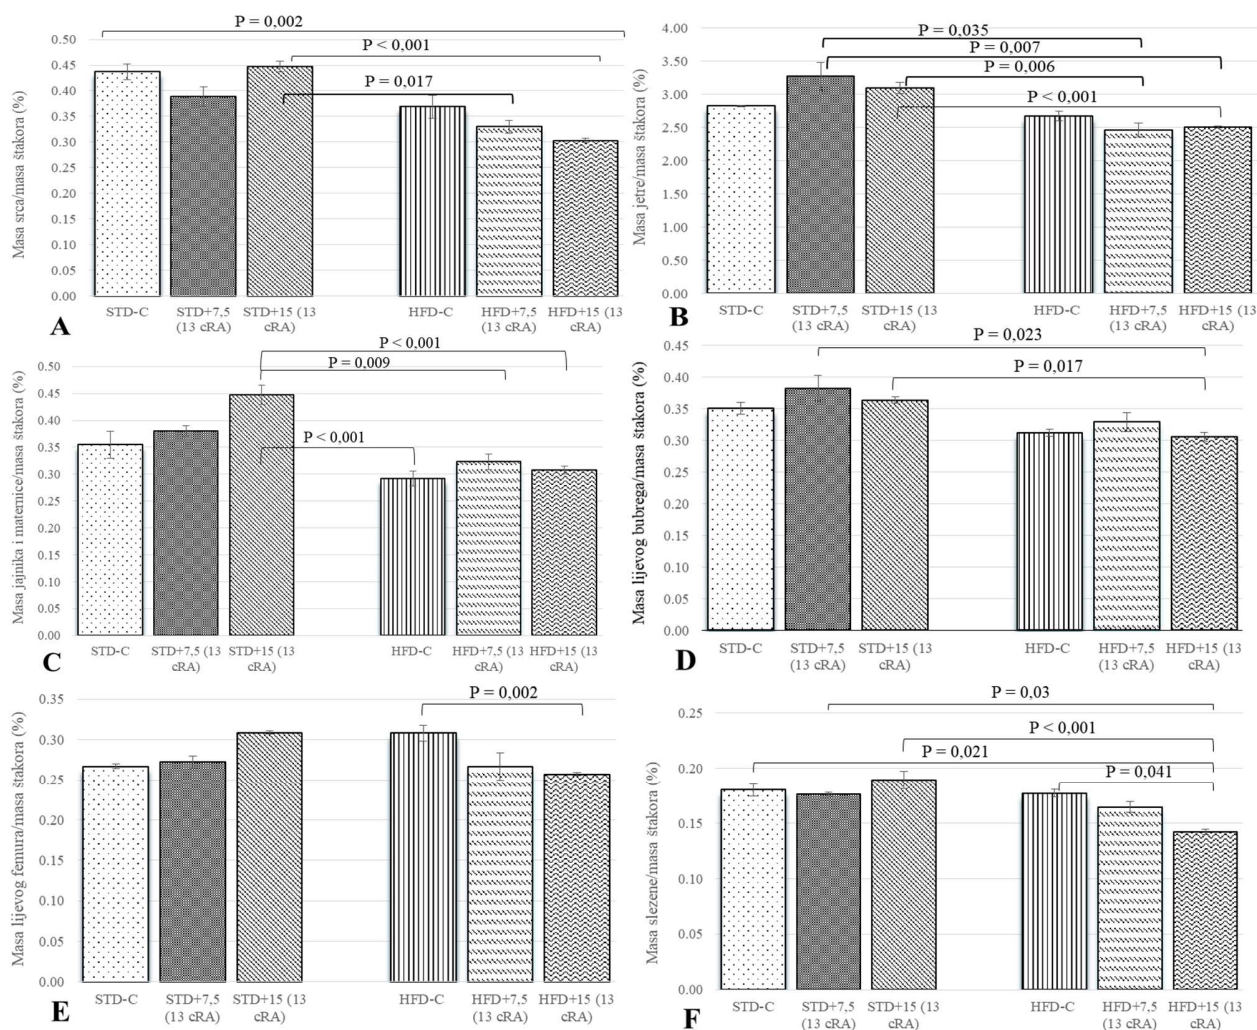 P = 0,002
P < 0,001
P = 0,017
Masa srca/masa štakora (%)
0.50
0.45
0.40
0.35
0.30
0.25
0.20
0.15
0.10
0.05
0.00
STD-C
STD+7,5
(13 cRA)
STD+15 (13
cRA)
HFD-C
HFD+7,5
(13 cRA)
HFD+15 (13
cRA)
A
P = 0,035
P = 0,007
P = 0,006
P < 0,001
Masa jetre/masa štakora (%)
4.00
3.50
3.00
2.50
2.00
1.50
1.00
0.50
0.00
STD-C
STD+7,5
(13 cRA)
STD+15 (13
cRA)
HFD-C
HFD+7,5
(13 cRA)
HFD+15 (13
cRA)
B
P < 0,001
P = 0,009
P < 0,001
Masa jajnika i maternice/masa štakora (%)
0.50
0.45
0.40
0.35
0.30
0.25
0.20
0.15
0.10
0.05
0.00
STD-C
STD+7,5 (13
cRA)
STD+15 (13
cRA)
HFD-C
HFD+7,5 (13
cRA)
HFD+15 (13
cRA)
C
P = 0,023
P = 0,017
Masa lijevog bubrega/masa štakora (%)
0.45
0.40
0.35
0.30
0.25
0.20
0.15
0.10
0.05
0.00
STD-C
STD+7,5
(13 cRA)
STD+15 (13
cRA)
HFD-C
HFD+7,5
(13 cRA)
HFD+15 (13
cRA)
D
P = 0,002
Masa lijevog femura/masa štakora (%)
0.35
0.30
0.25
0.20
0.15
0.10
0.05
0.00
STD-C
STD+7,5
(13 cRA)
STD+15 (13
cRA)
HFD-C
HFD+7,5
(13 cRA)
HFD+15 (13
cRA)
E
P = 0,03
P < 0,001
P = 0,021
P = 0,041
Masa slezene/masa štakora (%)
0.25
0.20
0.15
0.10
0.05
0.00
STD-C
STD+7,5
(13 cRA)
STD+15 (13
cRA)
HFD-C
HFD+7,5
(13 cRA)
HFD+15 (13
cRA)
F